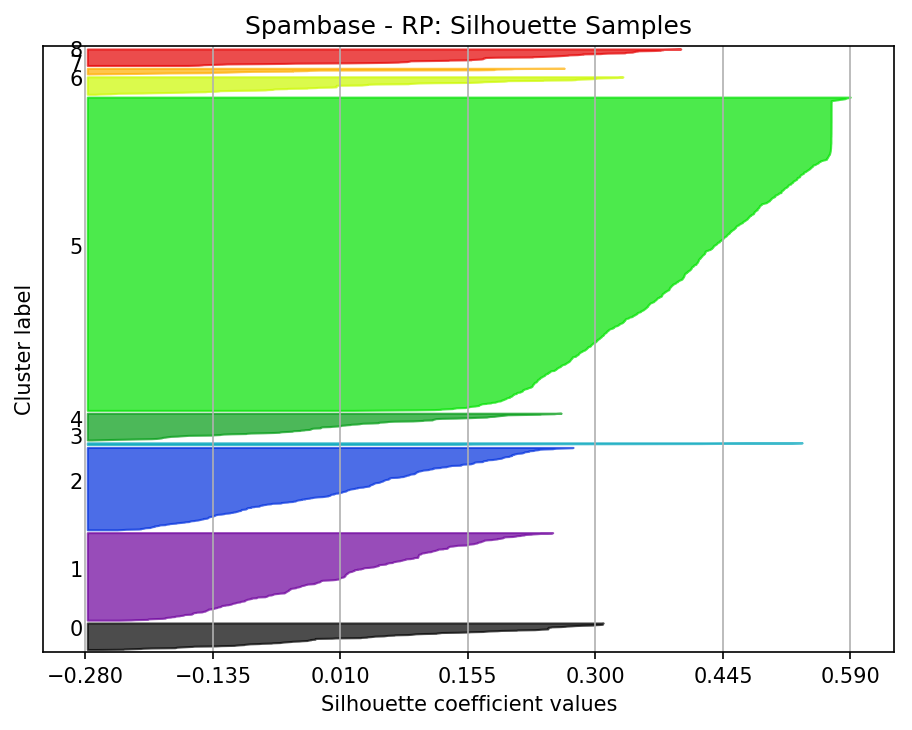 Spambase - RP: Silhouette Samples
8
7
6
5
4
3
2
1
0
Cluster label
−0.280 −0.135 0.010 0.155 0.300 0.445 0.590
Silhouette coefficient values